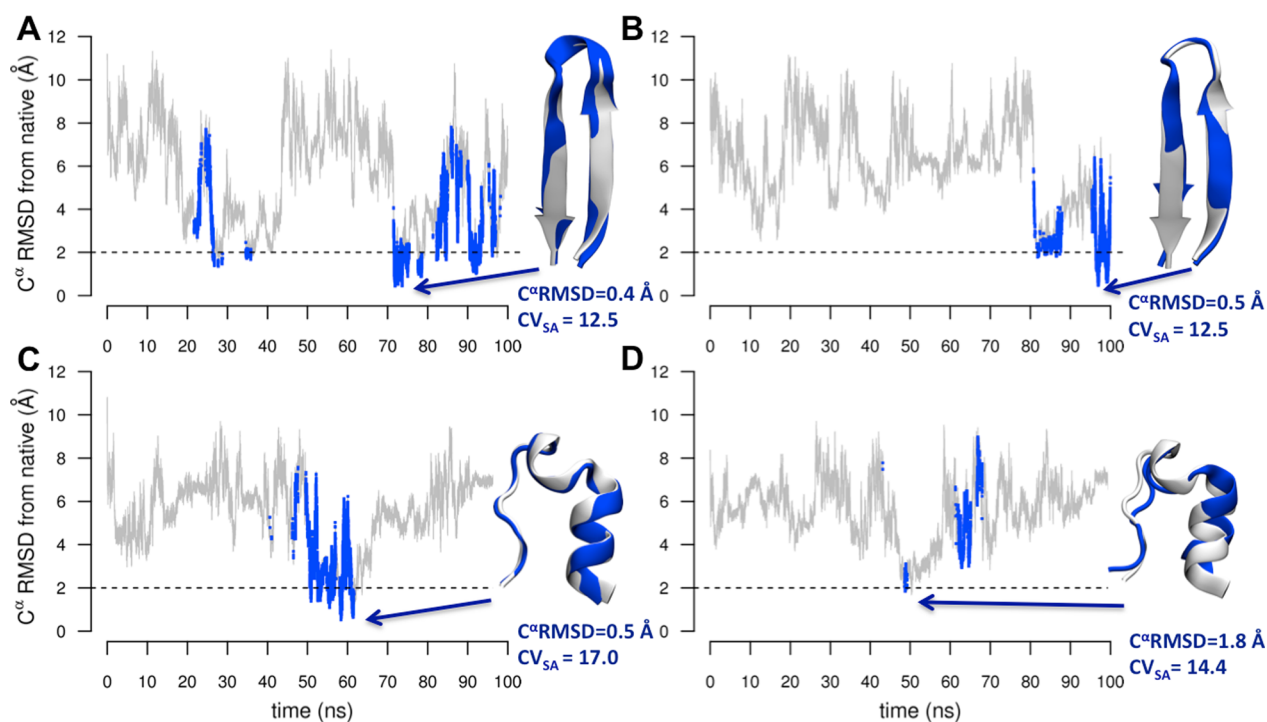 A
B
12
10
8
6
4
2
0
Cα RMSD from native (Å)
0 10 20 30 40 50 60 70 80 90 100
CαRMSD=0.4 Å
CVSA = 12.5
12
10
8
6
4
2
0
0 10 20 30 40 50 60 70 80 90 100
CαRMSD=0.5 Å
CVSA = 12.5
C
D
12
10
8
6
4
2
0
Cα RMSD from native (Å)
0 10 20 30 40 50 60 70 80 90 100
time (ns)
CαRMSD=0.5 Å
CVSA = 17.0
12
10
8
6
4
2
0
0 10 20 30 40 50 60 70 80 90 100
time (ns)
CαRMSD=1.8 Å
CVSA = 14.4